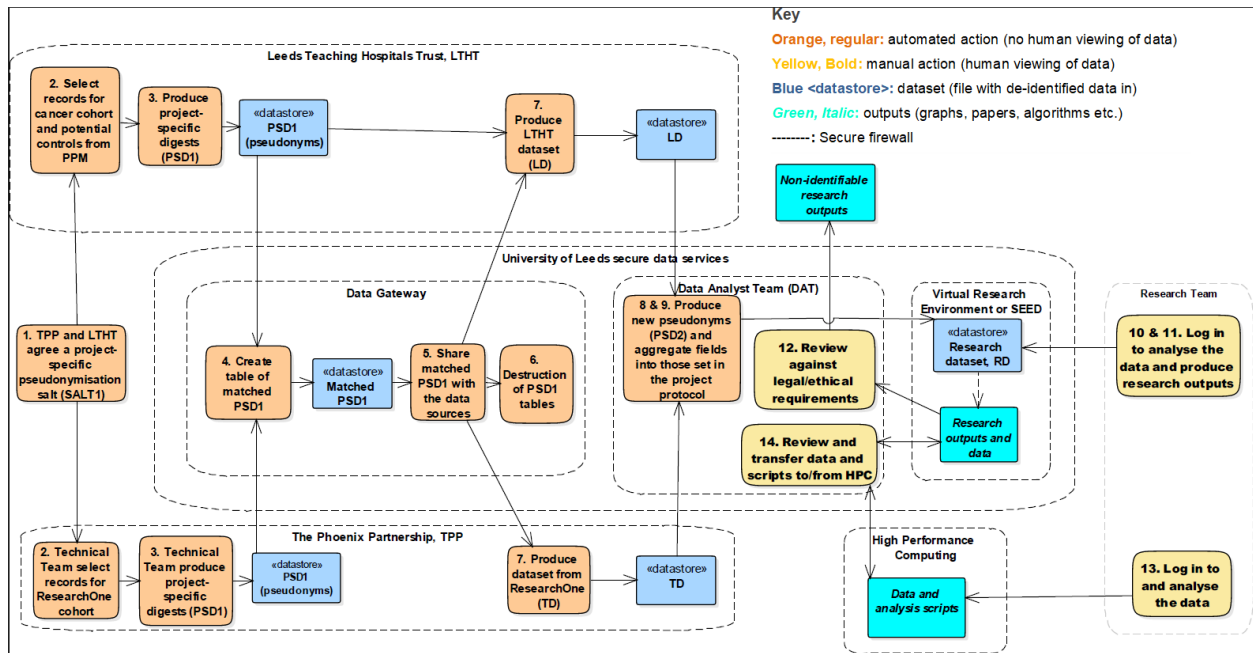 Key
Orange, regular: automated action (no human viewing of data)
Yellow, Bold: manual action (human viewing of data)
Blue <datastore>: dataset (file with de-identified data in)
Green, Italic: outputs (graphs, papers, algorithms etc.)
--------: Secure firewall
Leeds Teaching Hospitals Trust, LTHT
2. Select
records for
cancer cohort
and potential
controls from
PPM
3. Produce
project-
specific
digests
(PSD1)
«datastore»
PSD1
(pseudonyms)
7.
Produce
LTHT
dataset
(LD)
«datastore»
LD
Non-identifiable
research
outputs
University of Leeds secure data services
Data Gateway
Data Analyst Team (DAT)
Virtual Research
Environment or SEED
Research Team
1. TPP and LTHT
agree a project-
specific
pseudonymisation
salt (SALT1)
4. Create
table of
matched
PSD1
«datastore»
Matched
PSD1
5. Share
matched
PSD1 with
the data
sources
6.
Destruction
of PSD1
tables
8 & 9. Produce
new pseudonyms
(PSD2) and
aggregate fields
into those set in
the project
protocol
12. Review
against
legal/ethical
requirements
14. Review and
transfer data and
scripts to/from HPC
«datastore»
Research
dataset, RD
Research
outputs and
data
10 & 11. Log in
to analyse the
data and produce
research outputs
The Phoenix Partnership, TPP
2. Technical
Team select
records for
ResearchOne
cohort
3. Technical
Team produce
project-
specific
digests (PSD1)
«datastore»
PSD1
(pseudonyms)
7. Produce
dataset from
ResearchOne
(TD)
«datastore»
TD
High Performance
Computing
Data and
analysis scripts
13. Log in to
and analyse
the data